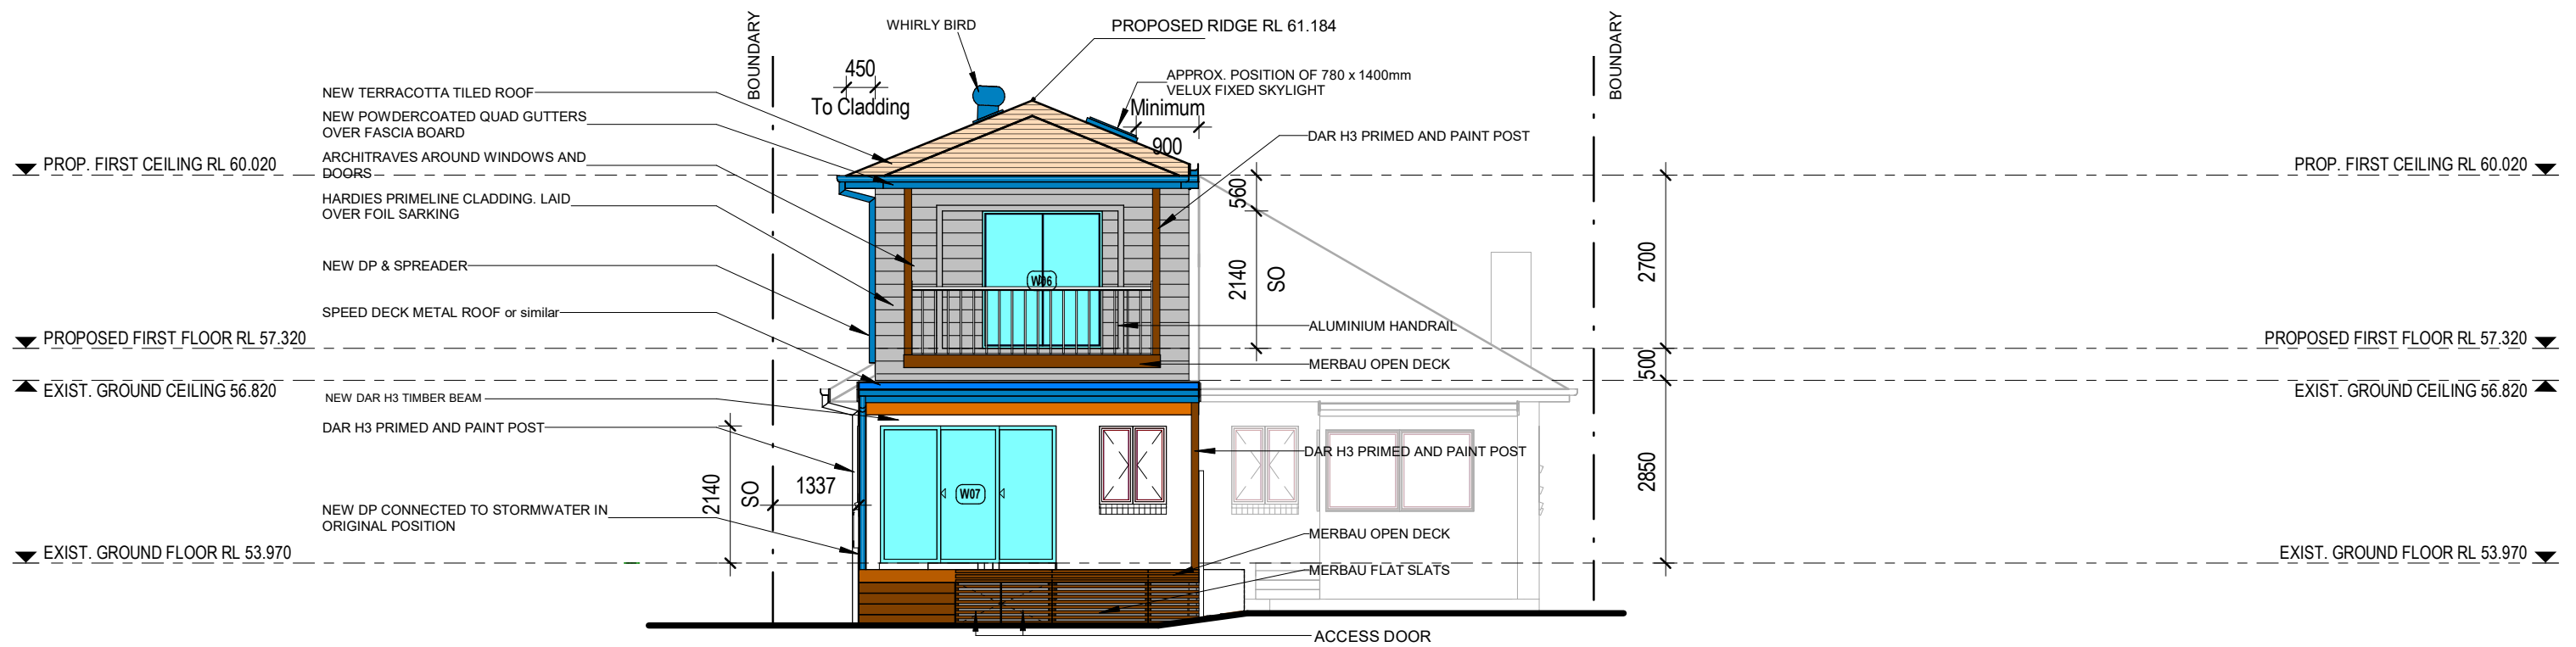 WHIRLY BIRD
PROPOSED RIDGE RL 61.184
BOUNDARY
BOUNDARY
450
To Cladding
APPROX. POSITION OF 780 x 1400mm
VELUX FIXED SKYLIGHT
Minimum
900
NEW TERRACOTTA TILED ROOF
NEW POWDERCOATED QUAD GUTTERS
OVER FASCIA BOARD
ARCHITRAVES AROUND WINDOWS AND
DOORS
HARDIES PRIMELINE CLADDING. LAID
OVER FOIL SARKING
NEW DP & SPREADER
SPEED DECK METAL ROOF or similar
NEW DAR H3 TIMBER BEAM
DAR H3 PRIMED AND PAINT POST
NEW DP CONNECTED TO STORMWATER IN
ORIGINAL POSITION
PROP. FIRST CEILING RL 60.020
PROPOSED FIRST FLOOR RL 57.320
EXIST. GROUND CEILING 56.820
EXIST. GROUND FLOOR RL 53.970
2140
SO
1337
W06
W07
560
2140
SO
DAR H3 PRIMED AND PAINT POST
ALUMINIUM HANDRAIL
MERBAU OPEN DECK
DAR H3 PRIMED AND PAINT POST
MERBAU OPEN DECK
MERBAU FLAT SLATS
ACCESS DOOR
2700
500
2850
PROP. FIRST CEILING RL 60.020
PROPOSED FIRST FLOOR RL 57.320
EXIST. GROUND CEILING 56.820
EXIST. GROUND FLOOR RL 53.970